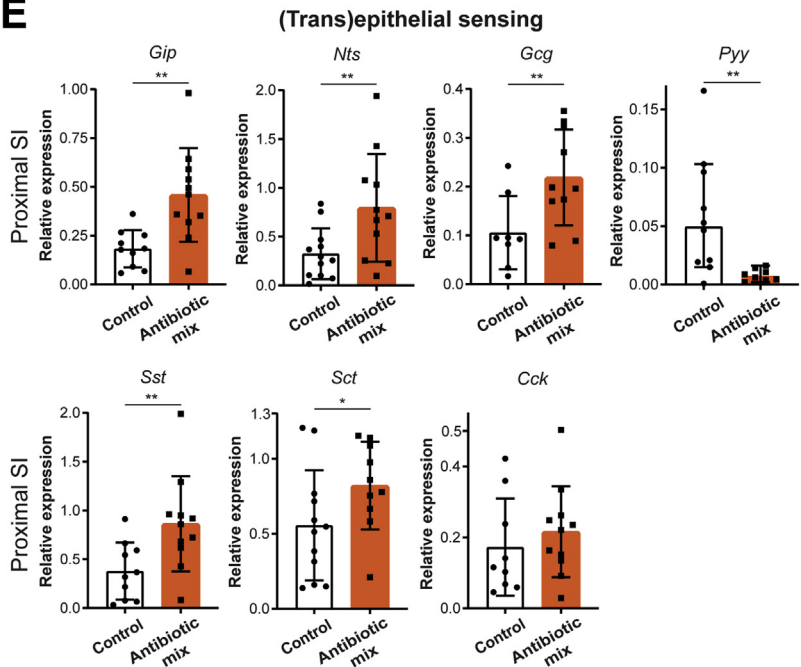 E
(Trans)epithelial sensing
Gip
Nts
Gcg
Pyy
**
**
**
**
Proximal SI
Relative expression
1.00
0.75
0.50
0.25
0.00
Control
Antibiotic
mix
Relative expression
2.0
1.5
1.0
0.5
0.0
Control
Antibiotic
mix
Relative expression
0.4
0.3
0.2
0.1
0.0
Control
Antibiotic
mix
Relative expression
0.15
0.10
0.05
0.00
Control
Antibiotic
mix
Sst
Sct
Cck
**
*
Proximal SI
Relative expression
2.0
1.5
1.0
0.5
0.0
Control
Antibiotic
mix
Relative expression
1.3
1.0
0.5
0.0
Control
Antibiotic
mix
Relative expression
0.5
0.4
0.2
0.0
Control
Antibiotic
mix